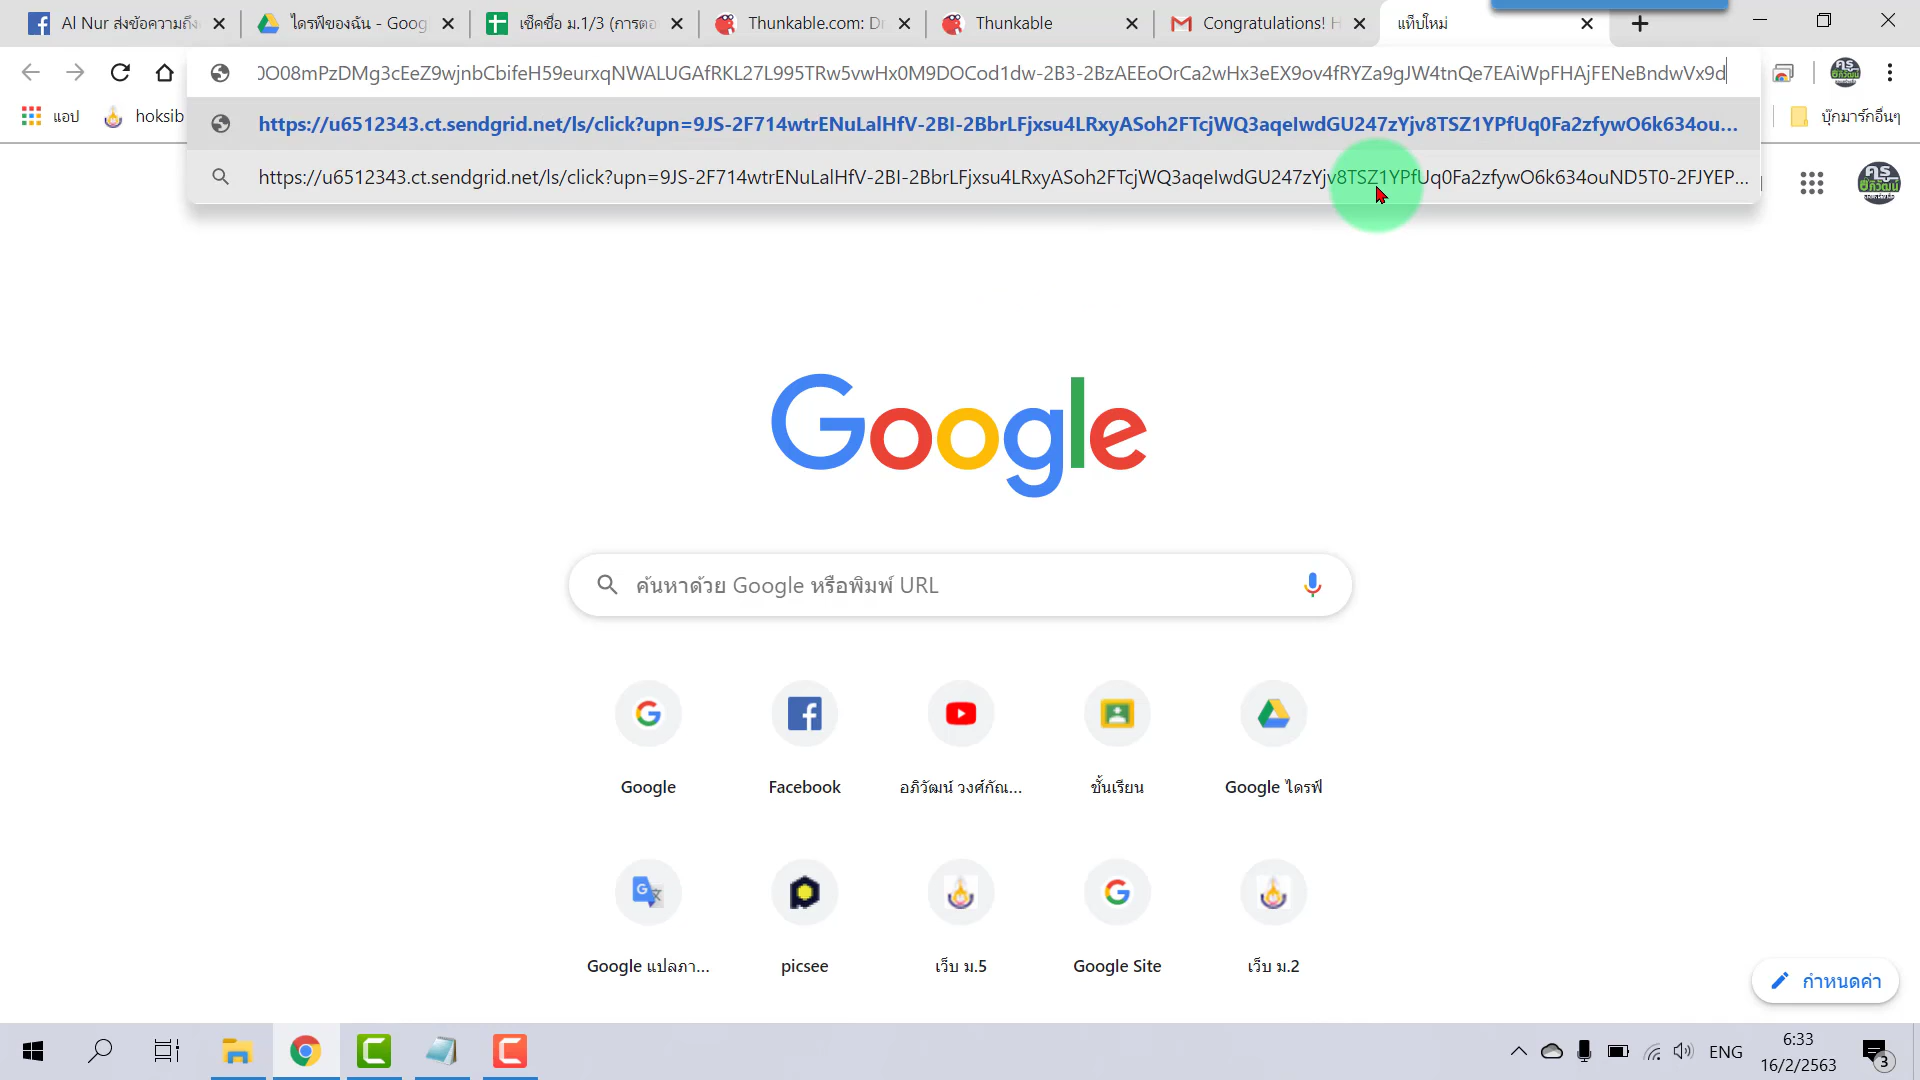 Al Nur ส่งข้อความถึง
ไดรฟ์ของฉัน - Goog
เช็คชื่อ ม.1/3 (การตอ
Thunkable.com: Dr
Thunkable
Congratulations! H
แท็บใหม่
0O08mPzDMg3cEeZ9wjnbCbifeH59eurxqNWALUGAfRKL27L995TRw5vwHx0M9DOCod1dw-2B3-2BzAEEoOrCa2wHx3eEX9ov4fRYZa9gJW4tnQe7EAiWpFHAjFENeBndwVx9d
แอป
hoksib
https://u6512343.ct.sendgrid.net/ls/click?upn=9JS-2F714wtrENuLalHfV-2BI-2BbrLFjxsu4LRxyASoh2FTcjWQ3aqeIwdGU247zYjv8TSZ1YPfUq0Fa2zfywO6k634ou...
บุ๊กมาร์กอื่นๆ
https://u6512343.ct.sendgrid.net/ls/click?upn=9JS-2F714wtrENuLalHfV-2BI-2BbrLFjxsu4LRxyASoh2FTcjWQ3aqeIwdGU247zYjv8TSZ1YPfUq0Fa2zfywO6k634ouND5T0-2FJYEP...
Google
ค้นหาด้วย Google หรือพิมพ์ URL
Google
Facebook
อภิวัฒน์ วงศ์กัณ...
ชั้นเรียน
Google ไดรฟ์
Google แปลภา...
picsee
เว็บ ม.5
Google Site
เว็บ ม.2
กำหนดค่า
ENG
6:33
16/2/2563
3